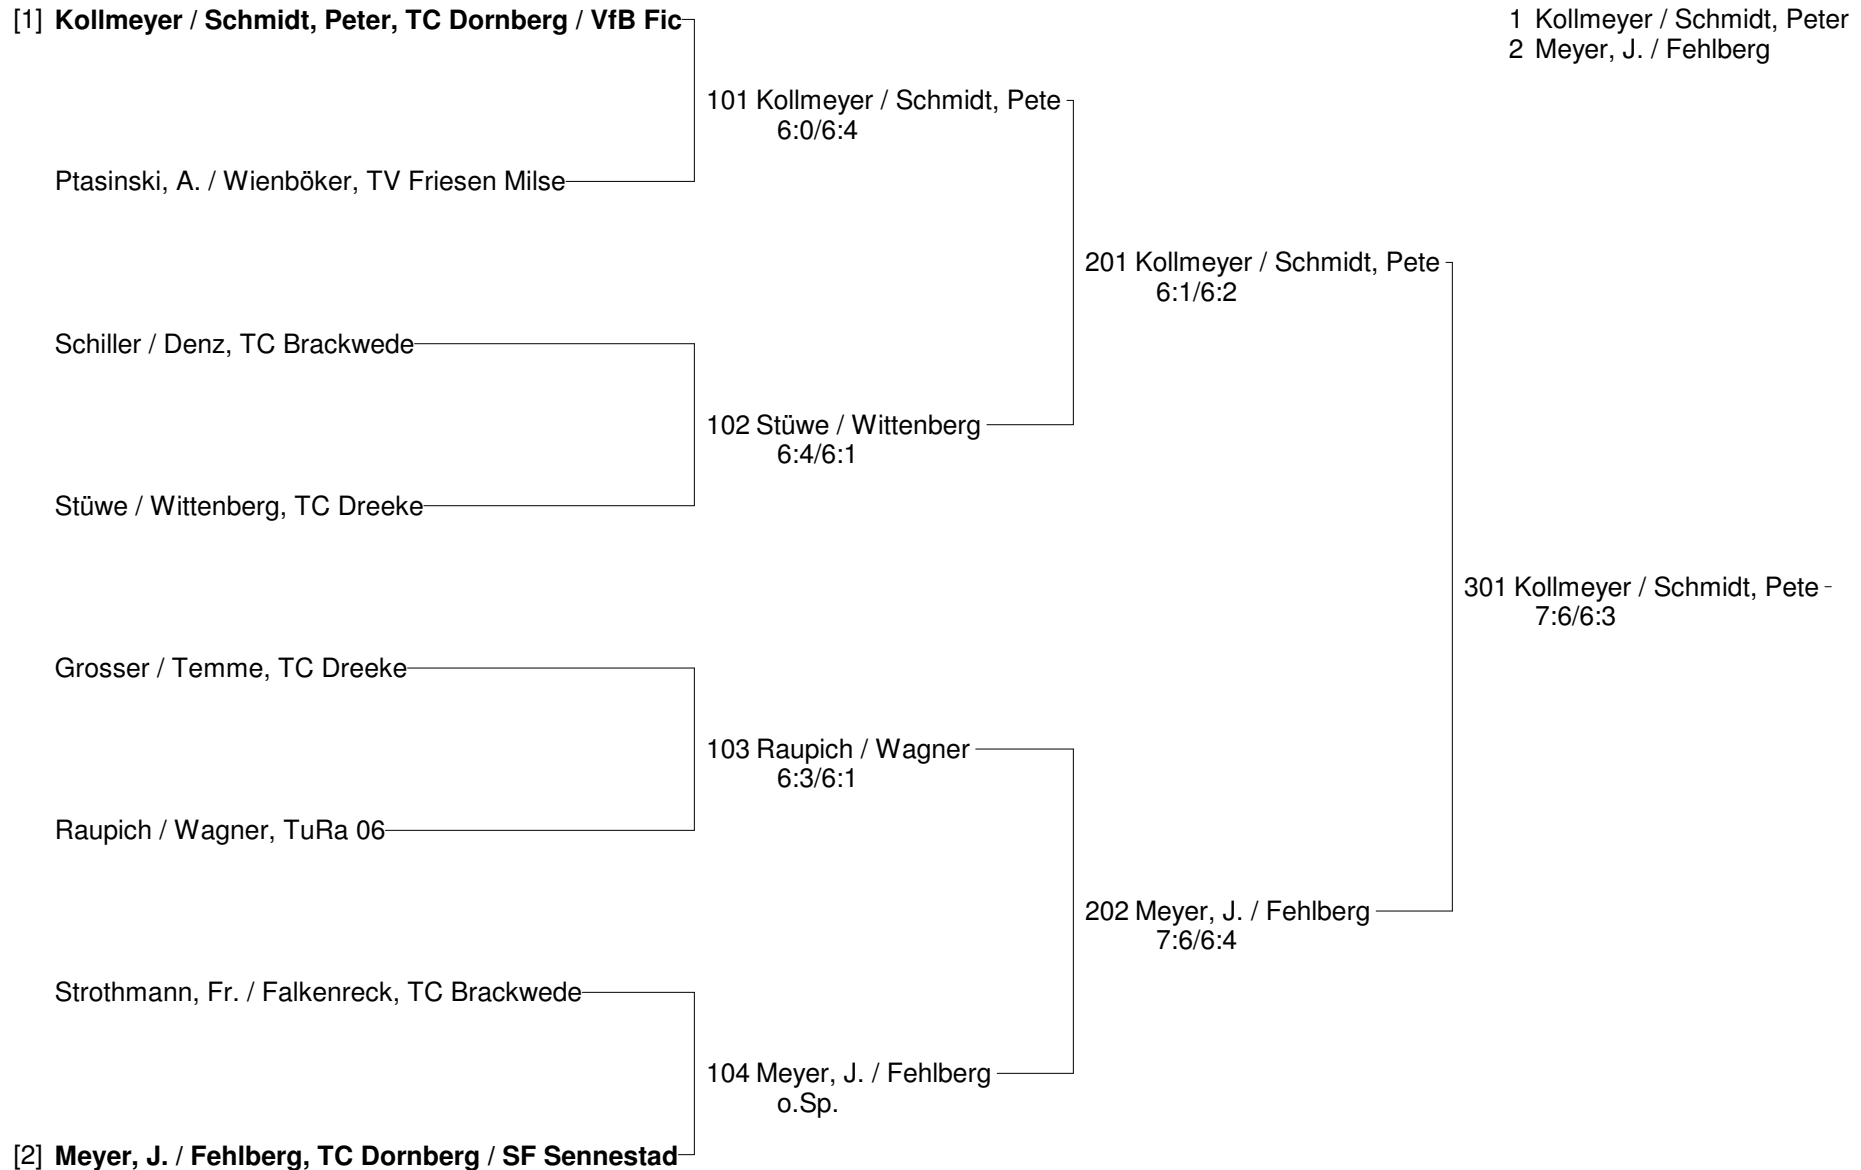 [1] Kollmeyer / Schmidt, Peter, TC Dornberg / VfB Fic
1 Kollmeyer / Schmidt, Peter
2 Meyer, J. / Fehlberg
101 Kollmeyer / Schmidt, Pete
6:0/6:4
Ptasinski, A. / Wienböker, TV Friesen Milse
201 Kollmeyer / Schmidt, Pete
6:1/6:2
Schiller / Denz, TC Brackwede
102 Stüwe / Wittenberg
6:4/6:1
Stüwe / Wittenberg, TC Dreeke
301 Kollmeyer / Schmidt, Pete
7:6/6:3
Grosser / Temme, TC Dreeke
103 Raupich / Wagner
6:3/6:1
Raupich / Wagner, TuRa 06
202 Meyer, J. / Fehlberg
7:6/6:4
Strothmann, Fr. / Falkenreck, TC Brackwede
104 Meyer, J. / Fehlberg
o.Sp.
[2] Meyer, J. / Fehlberg, TC Dornberg / SF Sennestad